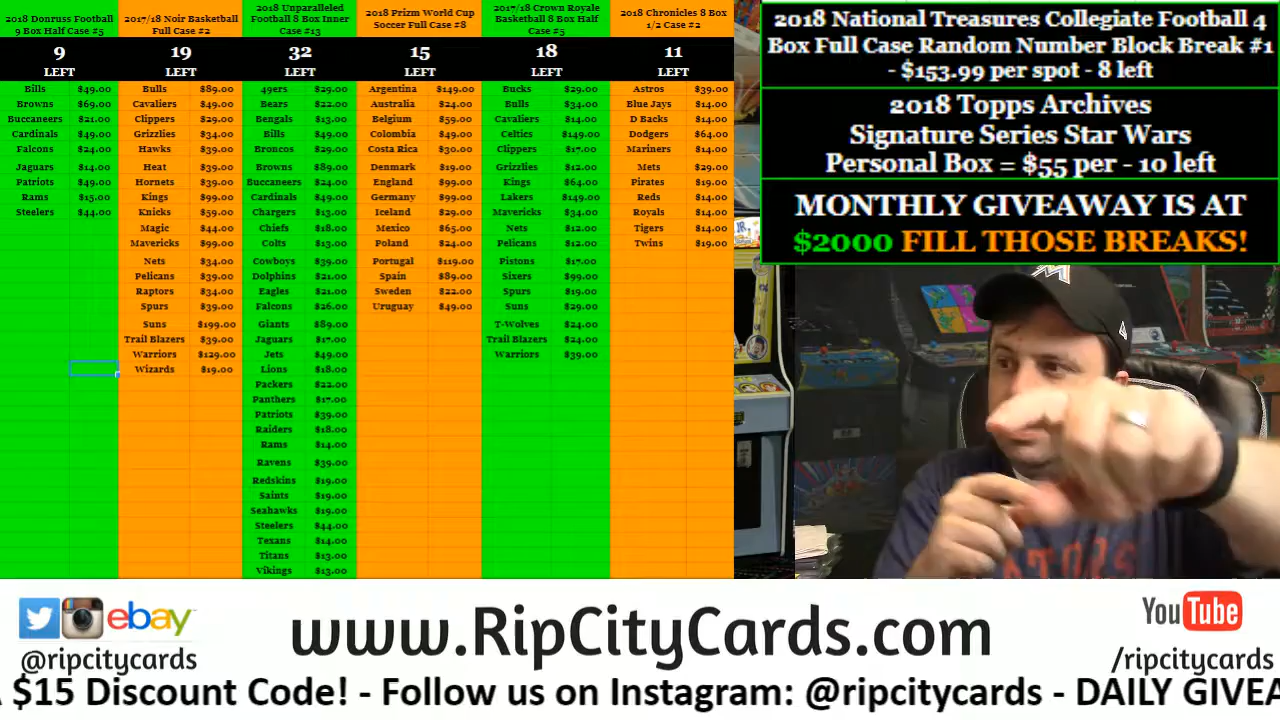 2018 Donruss Football
9 Box Half Case #5
9
LEFT
Bills $49.00
Browns $69.00
Buccaneers $21.00
Cardinals $49.00
Falcons $24.00
Jaguars $14.00
Patriots $49.00
Rams $15.00
Steelers $44.00
2017/18 Noir Basketball
Full Case #2
19
LEFT
Bulls $89.00
Cavaliers $49.00
Clippers $29.00
Grizzlies $34.00
Hawks $39.00
Heat $39.00
Hornets $39.00
Kings $99.00
Knicks $59.00
Magic $44.00
Mavericks $99.00
Nets $34.00
Pelicans $39.00
Raptors $34.00
Spurs $39.00
Suns $199.00
Trail Blazers $39.00
Warriors $129.00
Wizards $19.00
2018 Unparalleled
Football 8 Box Inner
Case #13
32
LEFT
49ers $29.00
Bears $22.00
Bengals $13.00
Bills $49.00
Broncos $29.00
Browns $89.00
Buccaneers $24.00
Cardinals $49.00
Chargers $13.00
Chiefs $18.00
Colts $13.00
Cowboys $39.00
Dolphins $21.00
Eagles $21.00
Falcons $26.00
Giants $89.00
Jaguars $17.00
Jets $49.00
Lions $18.00
Packers $22.00
Panthers $17.00
Patriots $39.00
Raiders $18.00
Rams $14.00
Ravens $39.00
Redskins $19.00
Saints $19.00
Seahawks $19.00
Steelers $44.00
Texans $14.00
Titans $13.00
Vikings $13.00
2018 Prizm World Cup
Soccer Full Case #8
15
LEFT
Argentina $149.00
Australia $24.00
Belgium $59.00
Colombia $49.00
Costa Rica $30.00
Denmark $19.00
England $99.00
Germany $99.00
Iceland $29.00
Mexico $65.00
Poland $24.00
Portugal $119.00
Spain $89.00
Sweden $22.00
Uruguay $49.00
2017/18 Crown Royale
Basketball 8 Box Half
Case #5
18
LEFT
Bucks $29.00
Bulls $34.00
Cavaliers $14.00
Celtics $149.00
Clippers $17.00
Grizzlies $12.00
Kings $64.00
Lakers $149.00
Mavericks $34.00
Nets $12.00
Pelicans $12.00
Pistons $17.00
Sixers $99.00
Spurs $19.00
Suns $29.00
T-Wolves $24.00
Trail Blazers $24.00
Warriors $39.00
2018 Chronicles 8 Box
1/2 Case #2
11
LEFT
Astros $39.00
Blue Jays $14.00
D Backs $14.00
Dodgers $64.00
Mariners $14.00
Mets $29.00
Pirates $19.00
Reds $14.00
Royals $14.00
Tigers $14.00
Twins $19.00
2018 National Treasures Collegiate Football 4
Box Full Case Random Number Block Break #1
- $153.99 per spot - 8 left
2018 Topps Archives
Signature Series Star Wars
Personal Box = $55 per - 10 left
MONTHLY GIVEAWAY IS AT
$2000 FILL THOSE BREAKS!
ebay
@ripcitycards
www.RipCityCards.com
YouTube
/ripcitycards
$15 Discount Code! - Follow us on Instagram: @ripcitycards - DAILY GIVEA